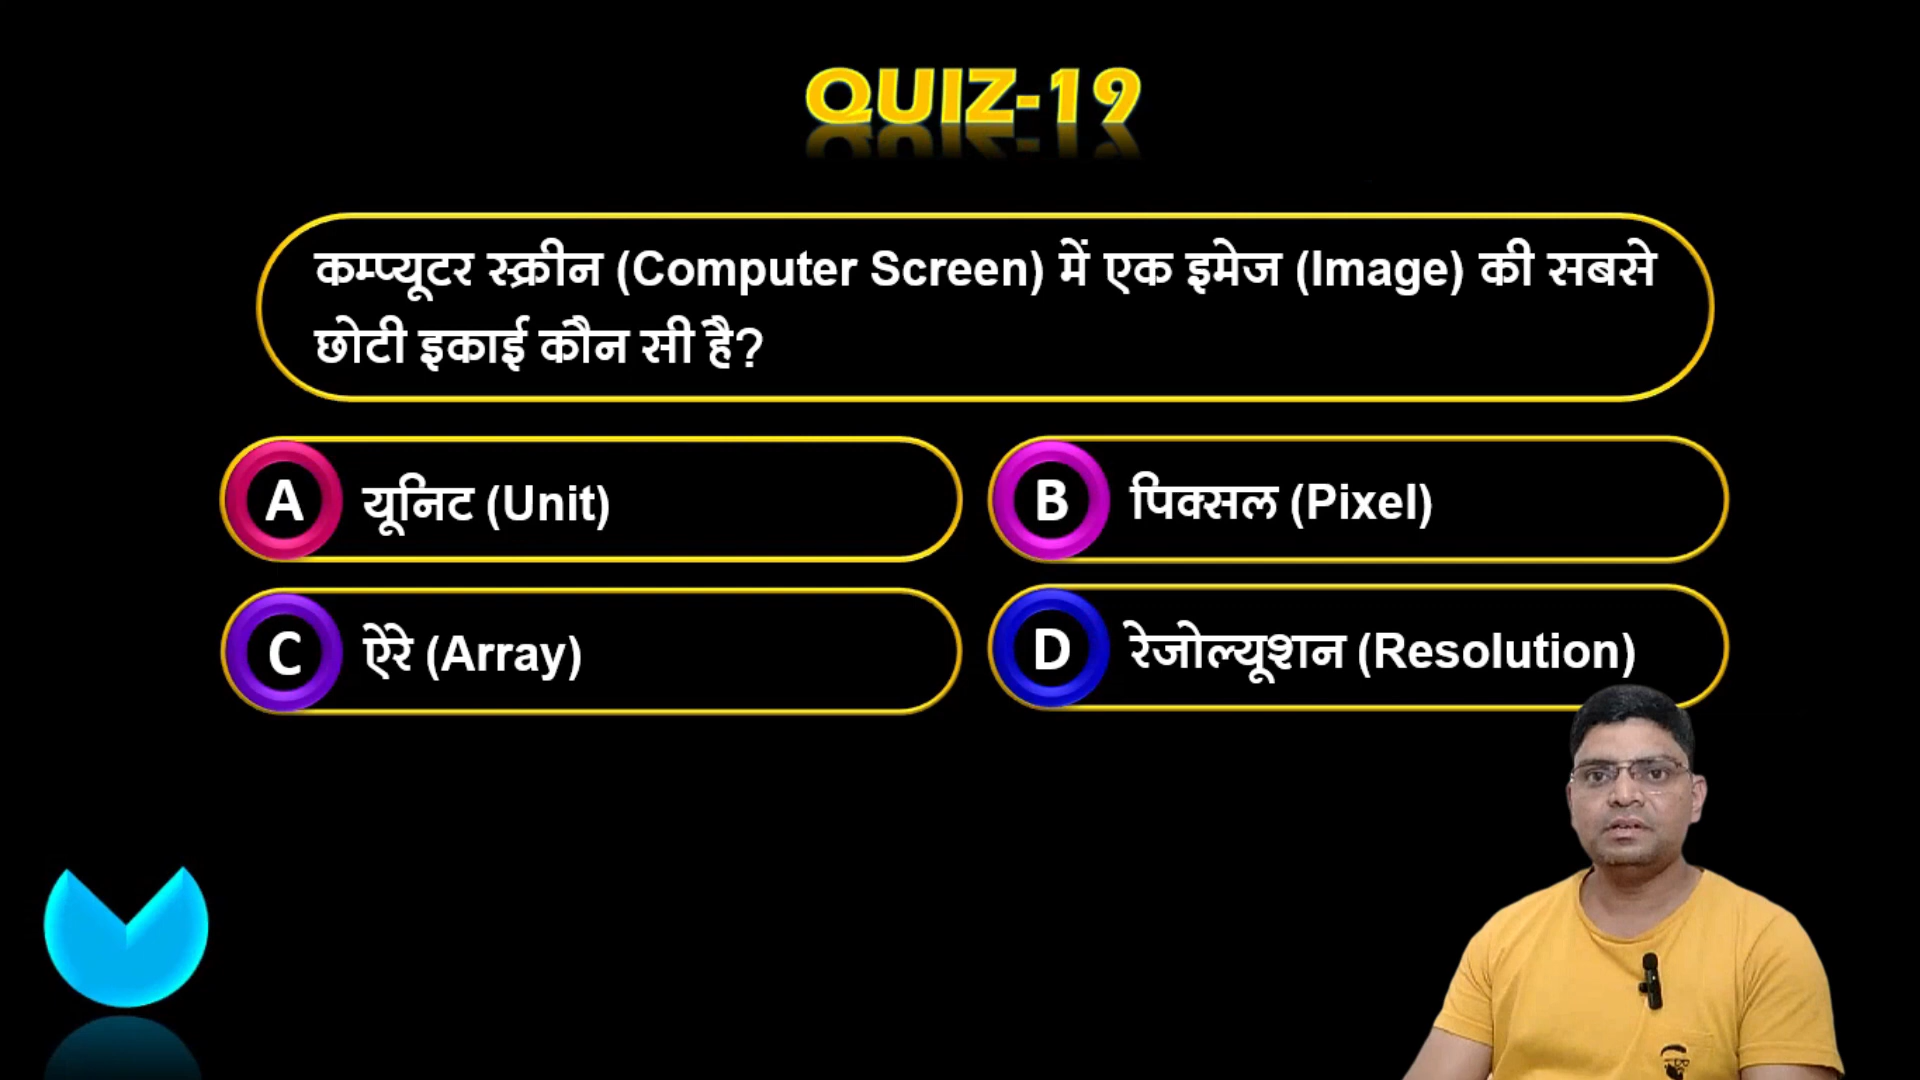 QUIZ-19
कम्प्यूटर स्क्रीन (Computer Screen) में एक इमेज (Image) की सबसे
छोटी इकाई कौन सी है?
A यूनिट (Unit)
B पिक्सल (Pixel)
C ऐरे (Array)
D रेजोल्यूशन (Resolution)